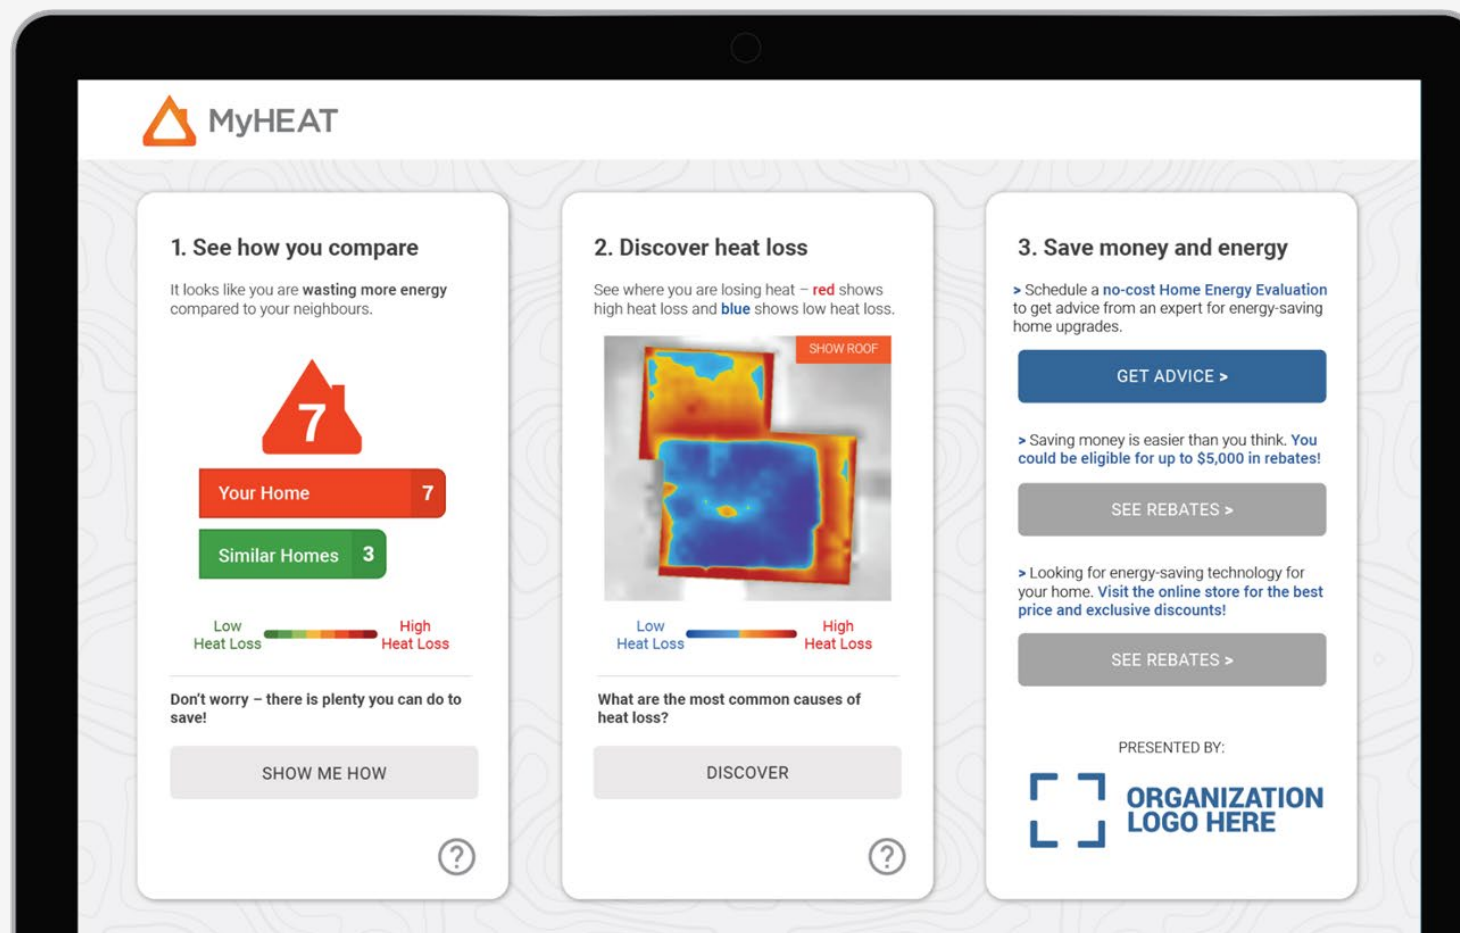 MyHEAT
1. See how you compare
It looks like you are wasting more energy
compared to your neighbours.
7
Your Home 7
Similar Homes 3
Low
Heat Loss
High
Heat Loss
Don't worry – there is plenty you can do to
save!
SHOW ME HOW
?
2. Discover heat loss
See where you are losing heat – red shows
high heat loss and blue shows low heat loss.
SHOW ROOF
Low
Heat Loss
High
Heat Loss
What are the most common causes of
heat loss?
DISCOVER
?
3. Save money and energy
> Schedule a no-cost Home Energy Evaluation
to get advice from an expert for energy-saving
home upgrades.
GET ADVICE >
> Saving money is easier than you think. You
could be eligible for up to $5,000 in rebates!
SEE REBATES >
> Looking for energy-saving technology for
your home. Visit the online store for the best
price and exclusive discounts!
SEE REBATES >
PRESENTED BY:
ORGANIZATION
LOGO HERE